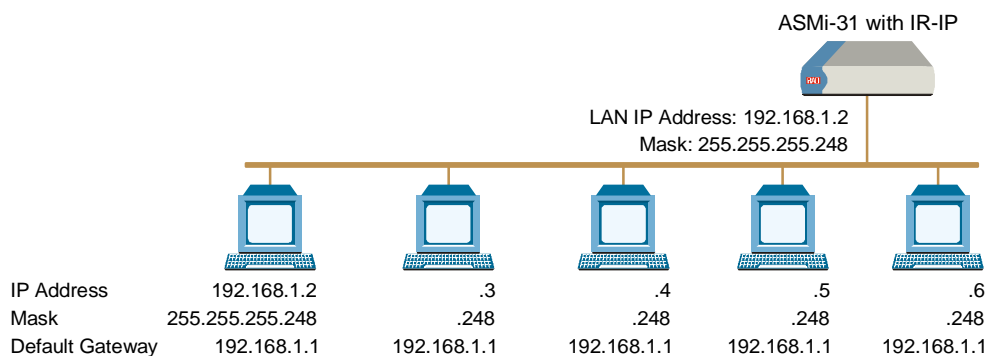 ASMi-31 with IR-IP
RAD
LAN IP Address: 192.168.1.2
Mask: 255.255.255.248
IP Address 192.168.1.2 .3 .4 .5 .6
Mask 255.255.255.248 .248 .248 .248 .248
Default Gateway 192.168.1.1 192.168.1.1 192.168.1.1 192.168.1.1 192.168.1.1